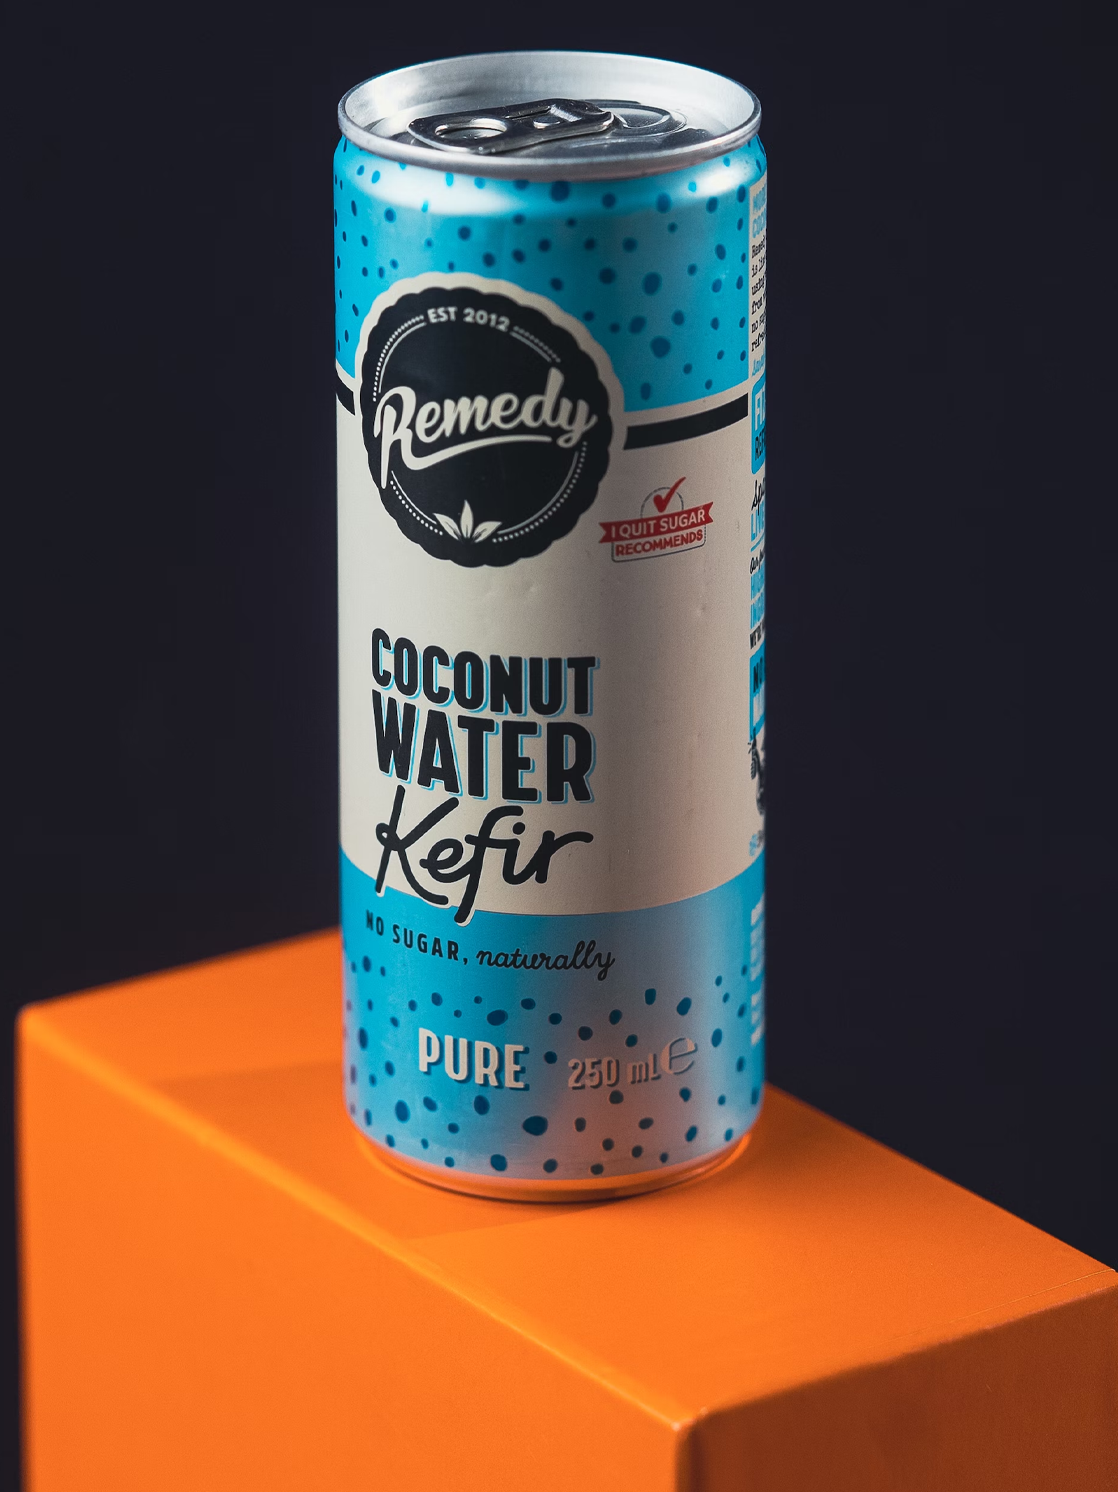 EST 2012
Remedy
I QUIT SUGAR
RECOMMENDS
COCONUT
WATER
Kefir
NO SUGAR, naturally
PURE
250 mL e